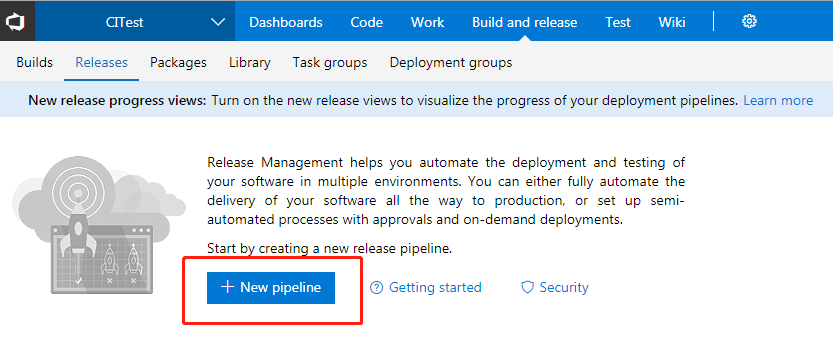 CITest Dashboards Code Work Build and release Test Wiki
Builds Releases Packages Library Task groups Deployment groups
New release progress views: Turn on the new release views to visualize the progress of your deployment pipelines. Learn more
Release Management helps you automate the deployment and testing of
your software in multiple environments. You can either fully automate the
delivery of your software all the way to production, or set up semi-
automated processes with approvals and on-demand deployments.
Start by creating a new release pipeline.
+ New pipeline Getting started Security